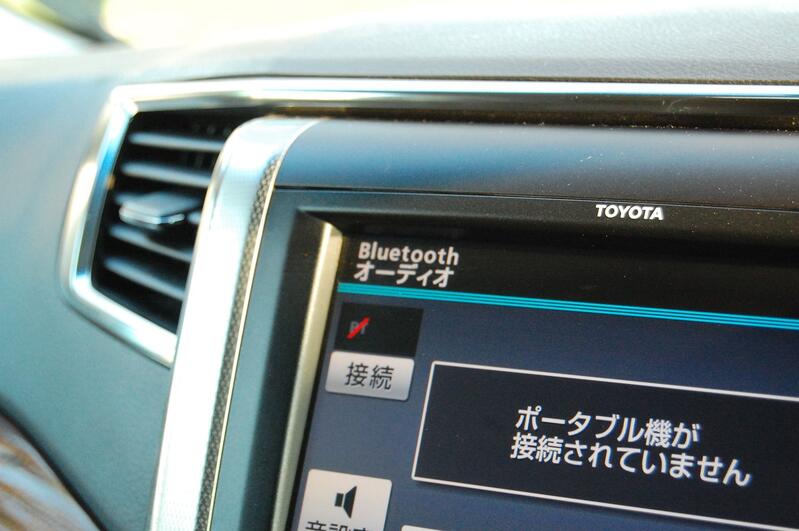 TOYOTA
Bluetooth
オーディオ
BT
接続
ポータブル機が
接続されていません